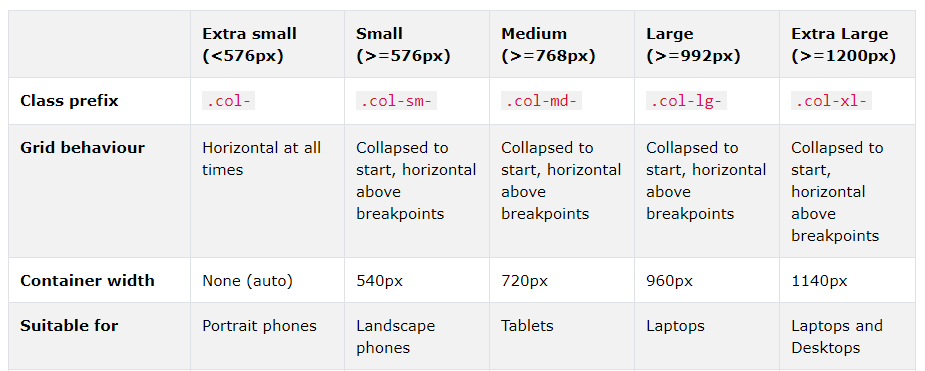 Extra small Small Medium Large Extra Large
(<576px) (>=576px) (>=768px) (>=992px) (>=1200px)
Class prefix .col- .col-sm- .col-md- .col-lg- .col-xl-
Grid behaviour Horizontal at all Collapsed to Collapsed to Collapsed to Collapsed to
times start, horizontal start, horizontal start, horizontal start,
above above above horizontal
breakpoints breakpoints breakpoints above
breakpoints
Container width None (auto) 540px 720px 960px 1140px
Suitable for Portrait phones Landscape Tablets Laptops Laptops and
phones Desktops